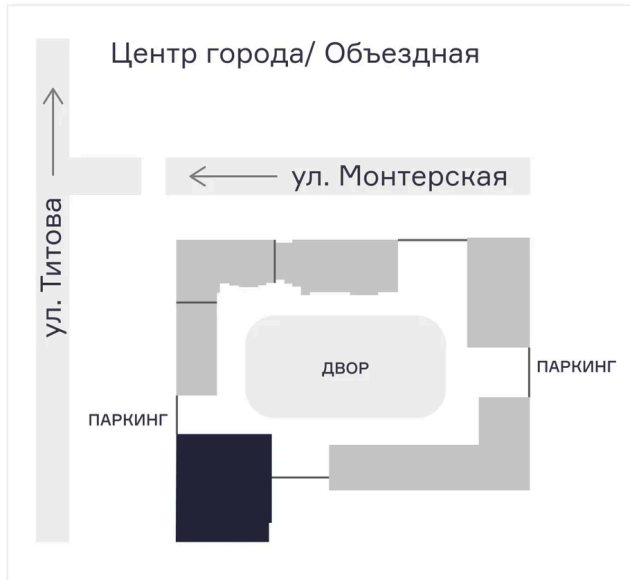 Центр города/ Объездная
ул. Монтерская
ул. Титова
ДВОР
ПАРКИНГ
ПАРКИНГ